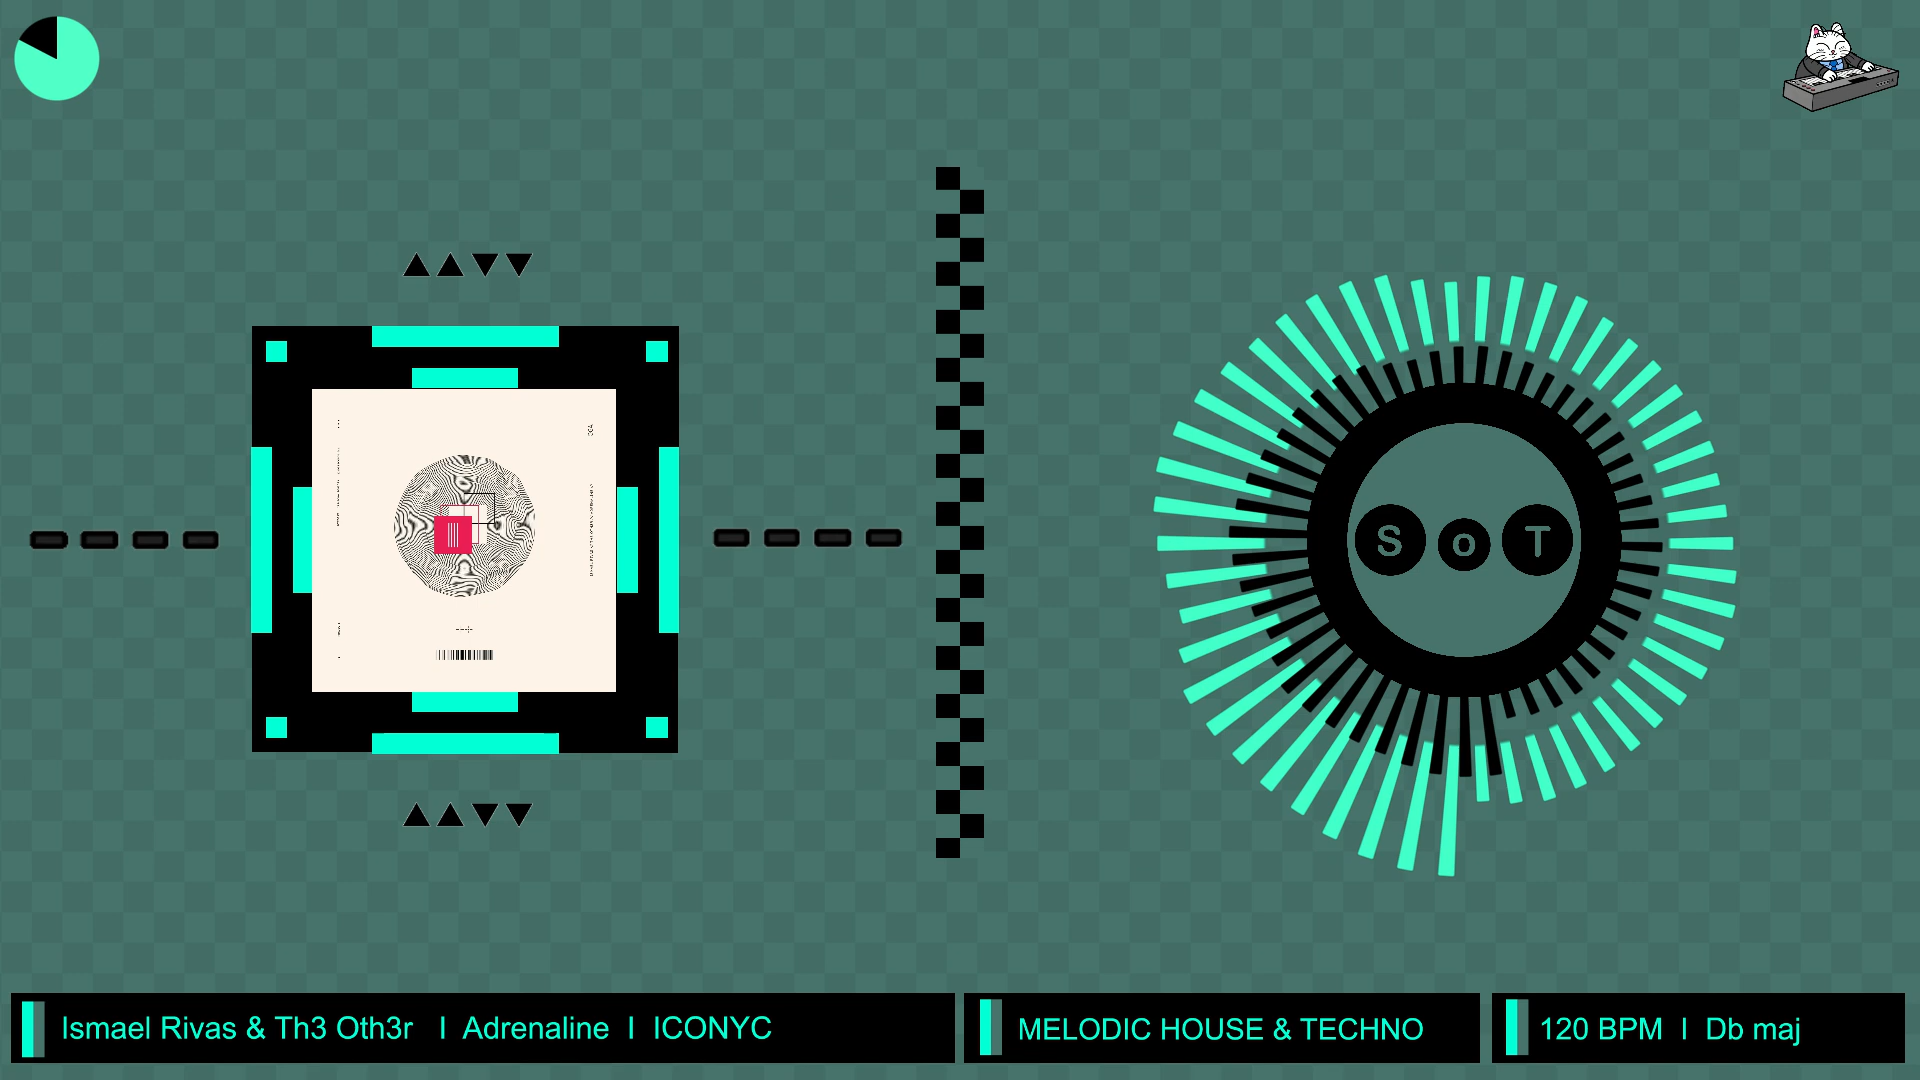 S o T
Ismael Rivas & Th3 Oth3r I Adrenaline I ICONYC
MELODIC HOUSE & TECHNO
120 BPM I Db maj